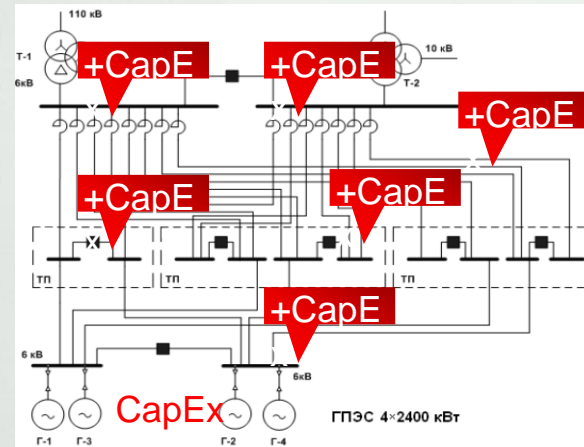 110 кВ
Т-1
+CapE
+CapE
10 кВ
6кВ
Т-2
+CapE
+CapE
+CapE
ТП
ТП
ТП
+CapE
6 кВ
6кВ
CapEx
ГПЭС 4×2400 кВт
Г-1
Г-3
Г-2
Г-4